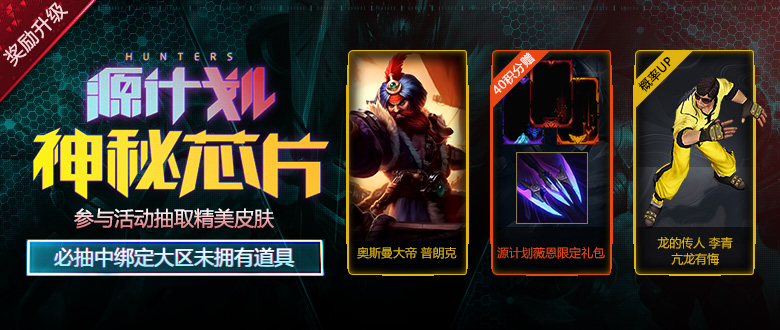 奖励升级
HUNTERS
源计划
神秘芯片
参与活动抽取精美皮肤
必抽中绑定大区未拥有道具
奥斯曼大帝 普朗克
40积分赠
源计划薇恩限定礼包
概率UP
龙的传人 李青
亢龙有悔